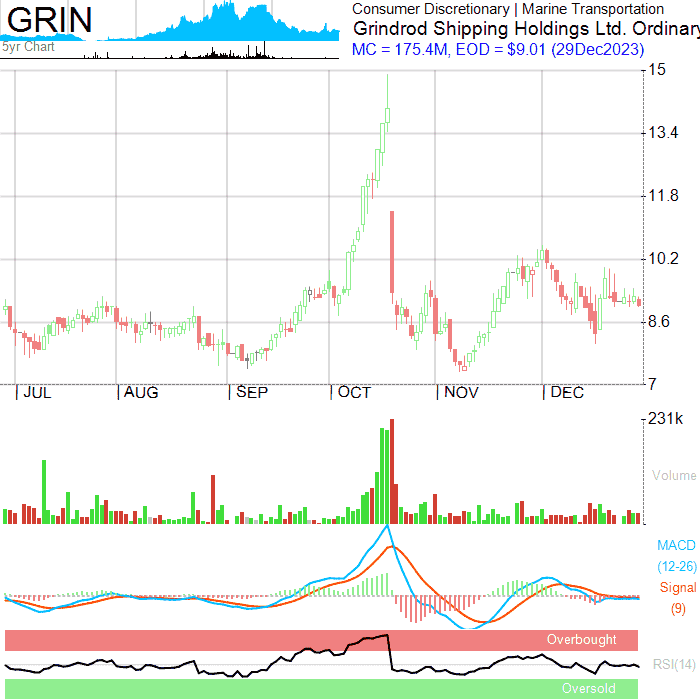 GRIN
5yr Chart
Consumer Discretionary | Marine Transportation
Grindrod Shipping Holdings Ltd. Ordinary
MC = 175.4M, EOD = $9.01 (29Dec2023)
15
13.4
11.8
10.2
8.6
7
|JUL |AUG |SEP |OCT |NOV |DEC
231k
Volume
MACD
(12-26)
Signal
(9)
Overbought
RSI(14)
Oversold